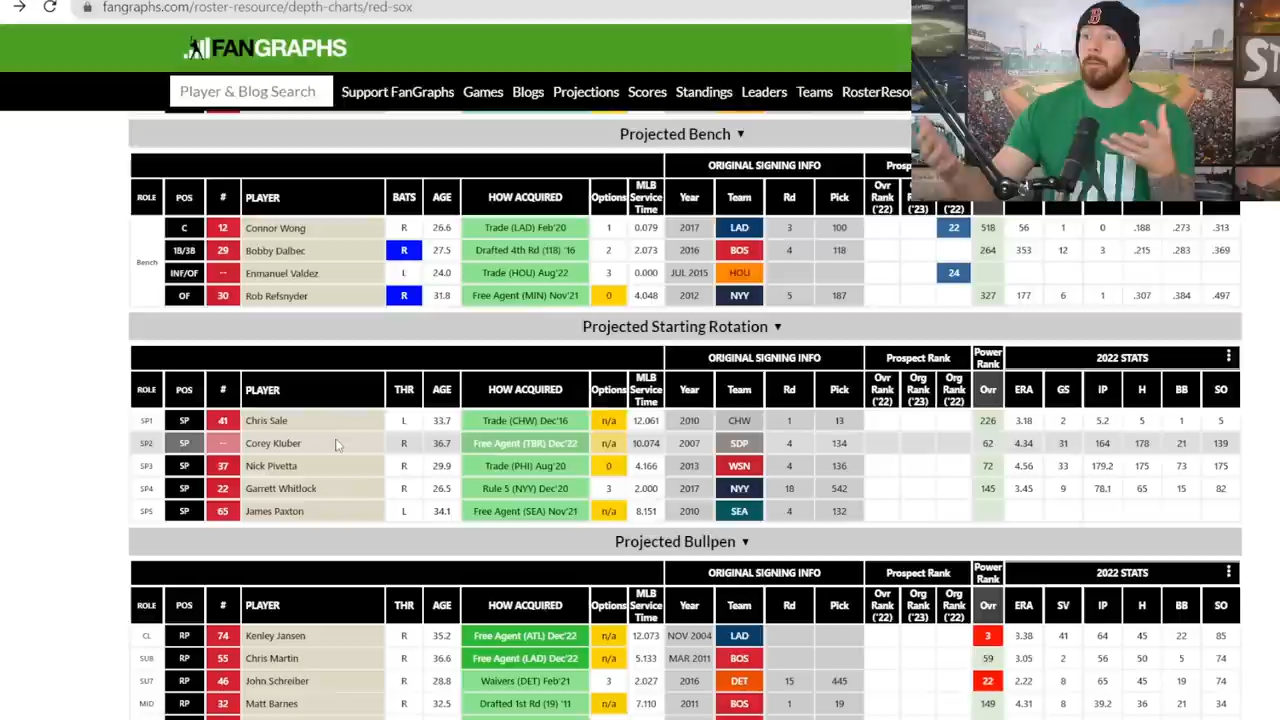 fangraphs.com/roster-resource/depth-charts/red-sox
FANGRAPHS
Player & Blog Search Support FanGraphs Games Blogs Projections Scores Standings Leaders Teams RosterResou
Projected Bench ▼
ORIGINAL SIGNING INFO Prosp
ROLE POS # PLAYER BATS AGE HOW ACQUIRED Options MLB Service Time Year Team Rd Pick Ovr Rank ('22) Org Rank ('23) Org Rank ('22)
C 12 Connor Wong R 26.6 Trade (LAD) Feb'20 1 0.079 2017 LAD 3 100 22 518 56 1 0 .188 .273 .313
Bench
1B/3B 29 Bobby Dalbec R 27.5 Drafted 4th Rd (118) '16 2 2.073 2016 BOS 4 118 264 353 12 3 .215 .283 .369
INF/OF -- Enmanuel Valdez L 24.0 Trade (HOU) Aug'22 3 0.000 JUL 2015 HOU 24
OF 30 Rob Refsnyder R 31.8 Free Agent (MIN) Nov'21 0 4.048 2012 NYY 5 187 327 177 6 1 .307 .384 .497
Projected Starting Rotation ▼
ORIGINAL SIGNING INFO Prospect Rank Power Rank 2022 STATS
ROLE POS # PLAYER THR AGE HOW ACQUIRED Options MLB Service Time Year Team Rd Pick Ovr Rank ('22) Org Rank ('23) Org Rank ('22) Ovr ERA GS IP H BB SO
SP1 SP 41 Chris Sale L 33.7 Trade (CHW) Dec'16 n/a 12.061 2010 CHW 1 13 226 3.18 2 5.2 5 1 5
SP2 SP -- Corey Kluber R 36.7 Free Agent (TBR) Dec'22 n/a 10.074 2007 SDP 4 134 62 4.34 31 164 178 21 139
SP3 SP 37 Nick Pivetta R 29.9 Trade (PHI) Aug'20 0 4.166 2013 WSN 4 136 72 4.56 33 179.2 175 73 175
SP4 SP 22 Garrett Whitlock R 26.5 Rule 5 (NYY) Dec'20 3 2.000 2017 NYY 18 542 145 3.45 9 78.1 65 15 82
SP5 SP 65 James Paxton L 34.1 Free Agent (SEA) Nov'21 n/a 8.151 2010 SEA 4 132
Projected Bullpen ▼
ORIGINAL SIGNING INFO Prospect Rank Power Rank 2022 STATS
ROLE POS # PLAYER THR AGE HOW ACQUIRED Options MLB Service Time Year Team Rd Pick Ovr Rank ('22) Org Rank ('23) Org Rank ('22) Ovr ERA SV IP H BB SO
CL RP 74 Kenley Jansen R 35.2 Free Agent (ATL) Dec'22 n/a 12.073 NOV 2004 LAD 3 3.38 41 64 45 22 85
SU8 RP 55 Chris Martin R 36.6 Free Agent (LAD) Dec'22 n/a 5.133 MAR 2011 BOS 59 3.05 2 56 50 5 74
SU7 RP 46 John Schreiber R 28.8 Waivers (DET) Feb'21 3 2.027 2016 DET 15 445 22 2.22 8 65 45 19 74
MID RP 32 Matt Barnes R 32.5 Drafted 1st Rd (19) '11 n/a 7.110 2011 BOS 1 19 149 4.31 8 39.2 36 21 34